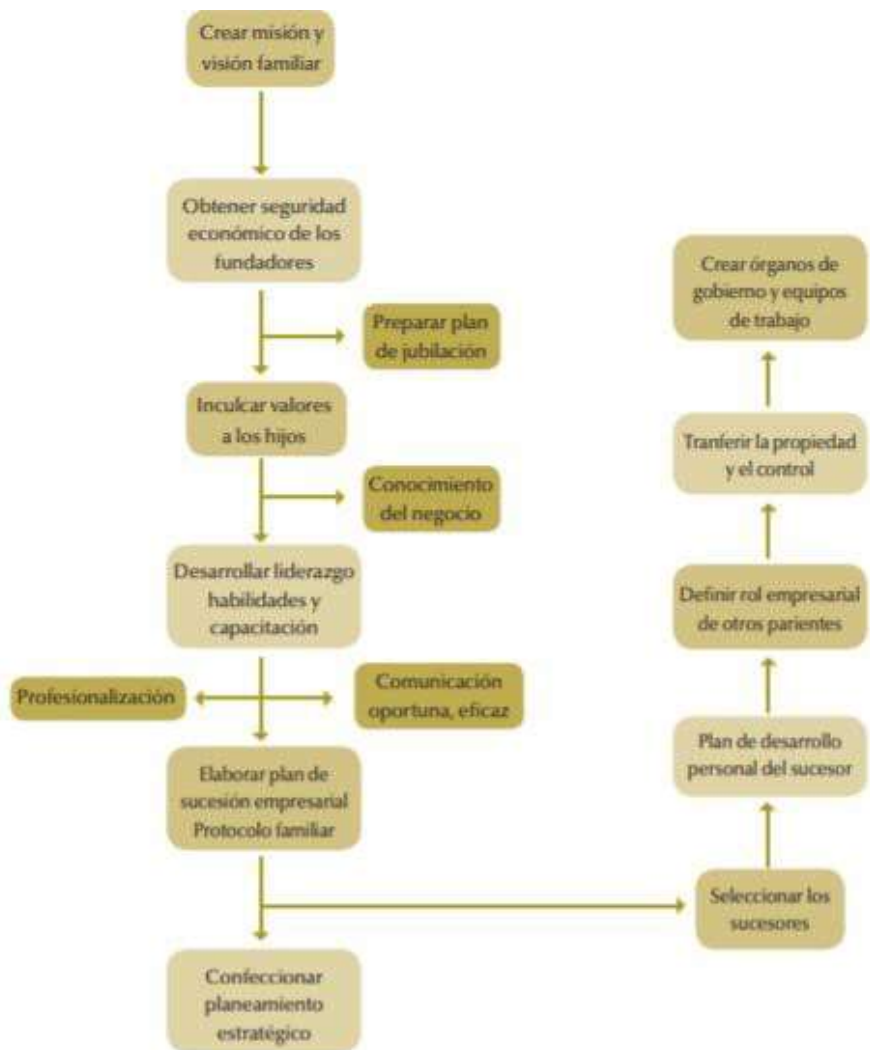 Crear misión y
visión familiar
Obtener seguridad
económico de los
fundadores
Preparar plan
de jubilación
Inculcar valores
a los hijos
Conocimiento
del negocio
Desarrollar liderazgo
habilidades y
capacitación
Profesionalización
Comunicación
oportuna, eficaz
Elaborar plan de
sucesión empresarial
Protocolo familiar
Confeccionar
planeamiento
estratégico
Crear órganos de
gobierno y equipos
de trabajo
Tranferir la propiedad
y el control
Definir rol empresarial
de otros parientes
Plan de desarrollo
personal del sucesor
Seleccionar los
sucesores